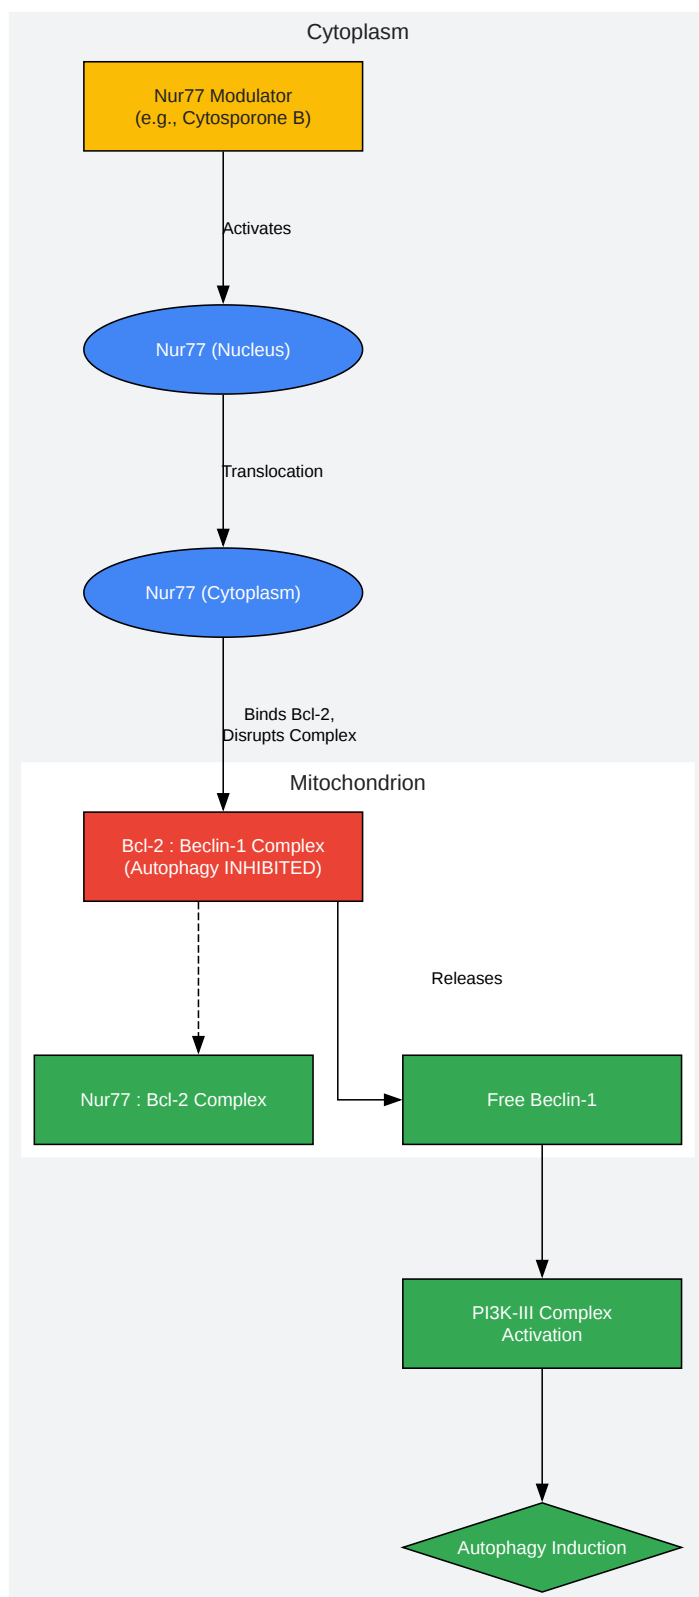 Cytoplasm
Nur77 Modulator
(e.g., Cytosporone B)
Activates
Nur77 (Nucleus)
Translocation
Nur77 (Cytoplasm)
Binds Bcl-2,
Disrupts Complex
Mitochondrion
Bcl-2 : Beclin-1 Complex
(Autophagy INHIBITED)
Releases
Nur77 : Bcl-2 Complex
Free Beclin-1
PI3K-III Complex
Activation
Autophagy Induction